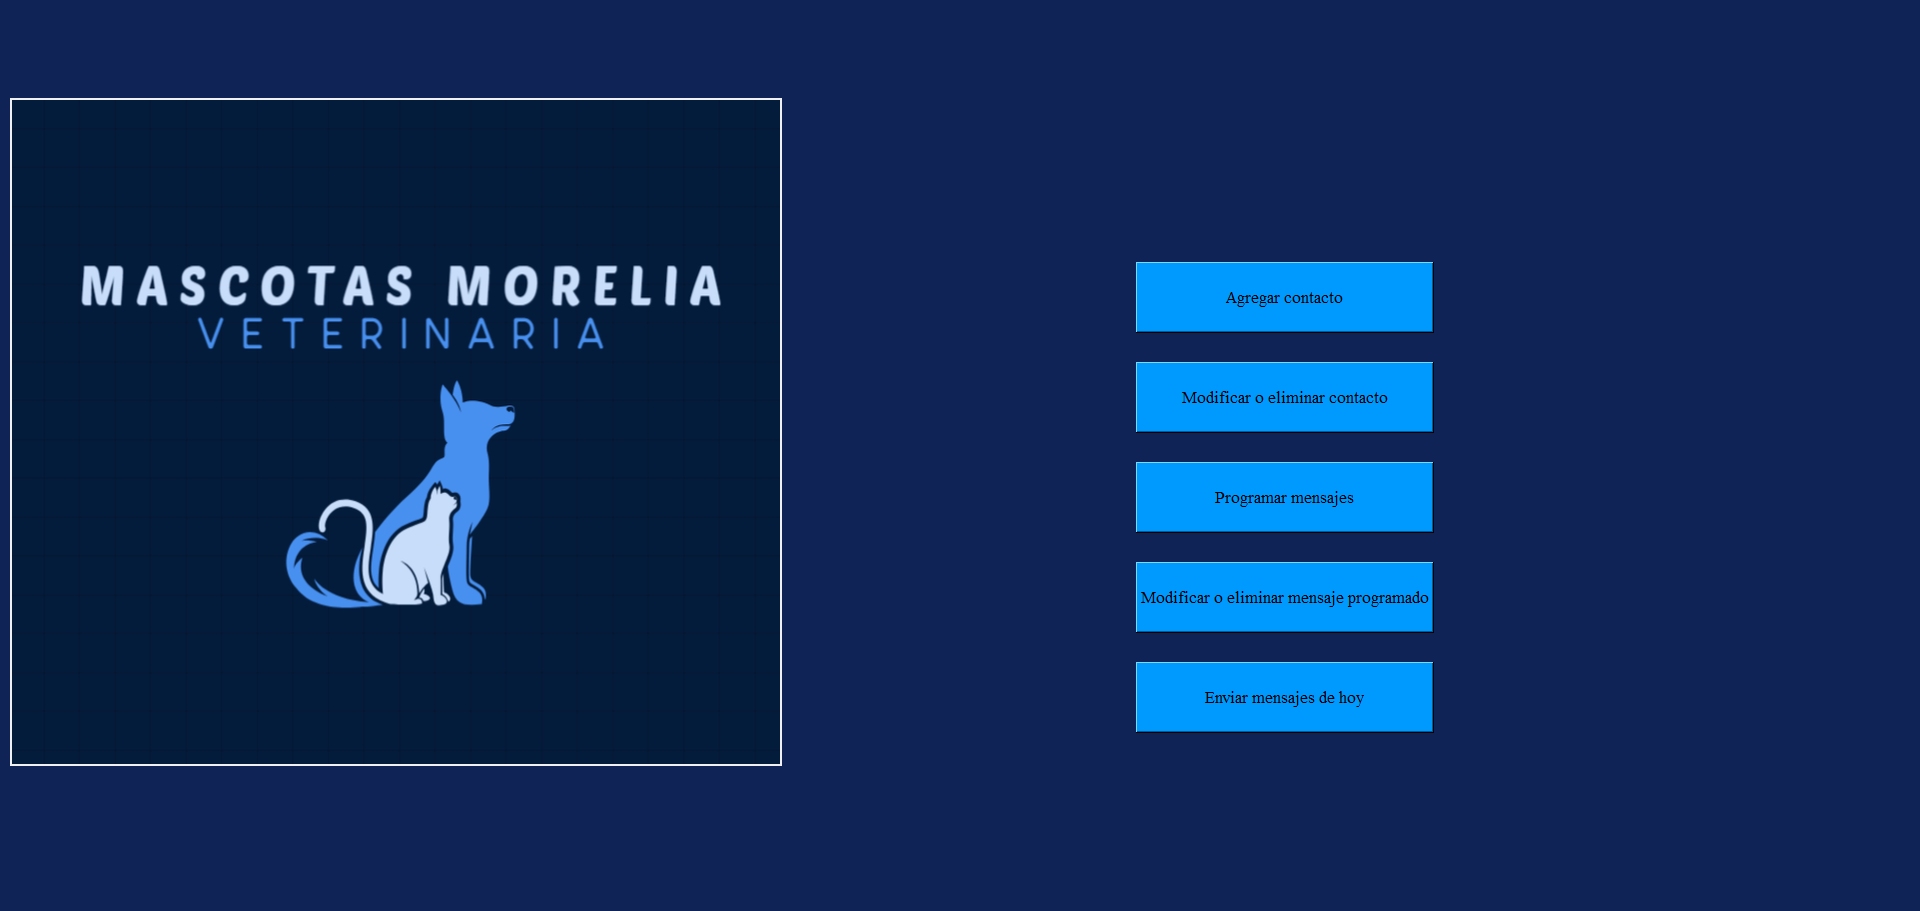 MASCOTAS MORELIA
VETERINARIA
Agregar contacto
Modificar o eliminar contacto
Programar mensajes
Modificar o eliminar mensaje programado
Enviar mensajes de hoy